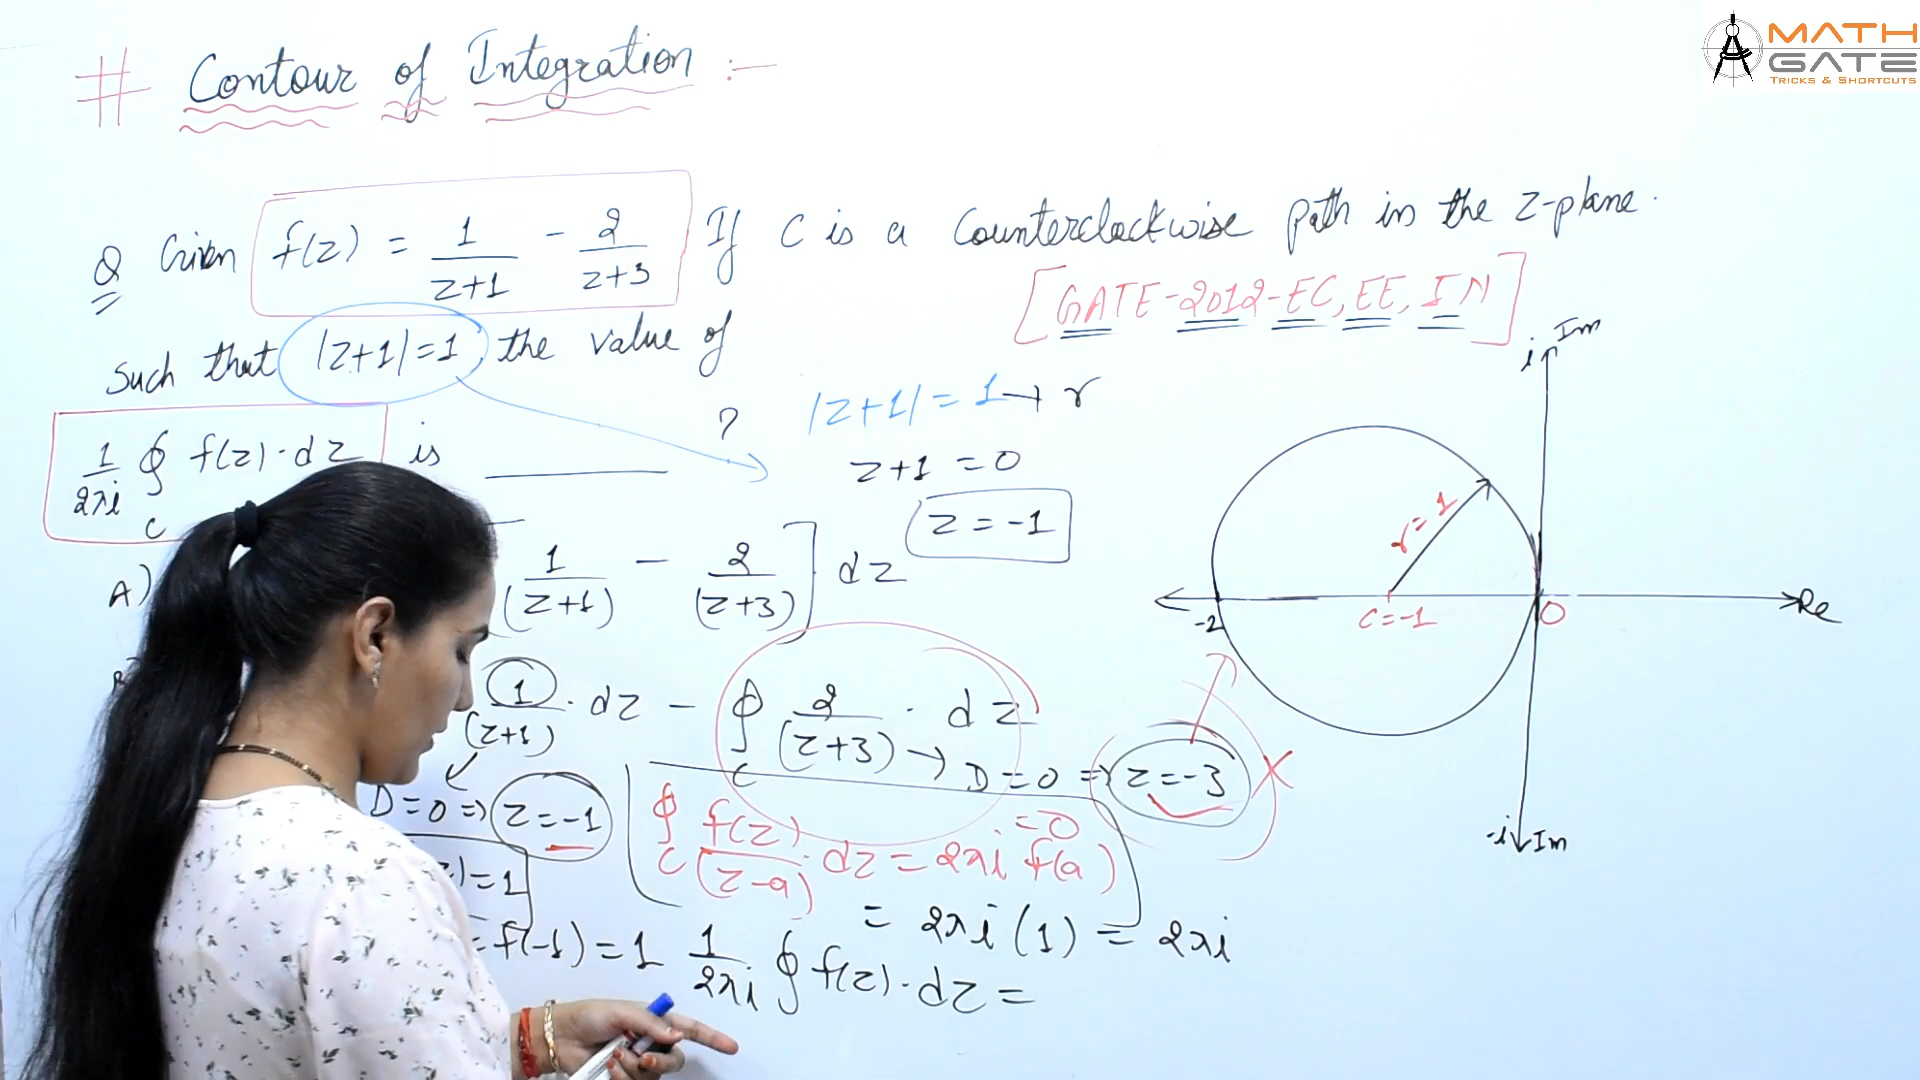 # Contour of Integration :-
MATH GATE
Tricks & Shortcuts
Q Given f(z) = 1/(z+1) - 2/(z+3) If C is a Counterclockwise path in the z-plane.
[GATE-2012-EC, EE, IN]
Such that |z+1|=1, the value of
1/2πi ∮C f(z)·dz is ______ ?
|z+1| = 1 → r
z+1 = 0
z = -1
A)
[1/(z+1) - 2/(z+3)] dz
1/(z+1) · dz - ∮C 2/(z+3) · dz
D=0 ⇒ z=-1
→ D=0 ⇒ z=-3 ×
=0
∮C f(z)/(z-a) · dz = 2πi f(a)
)=1
= f(-1) = 1
= 2πi (1) = 2πi
1/2πi ∮ f(z)·dz =
i Im
r=1
-2
C=-1
0
Re
-i Im